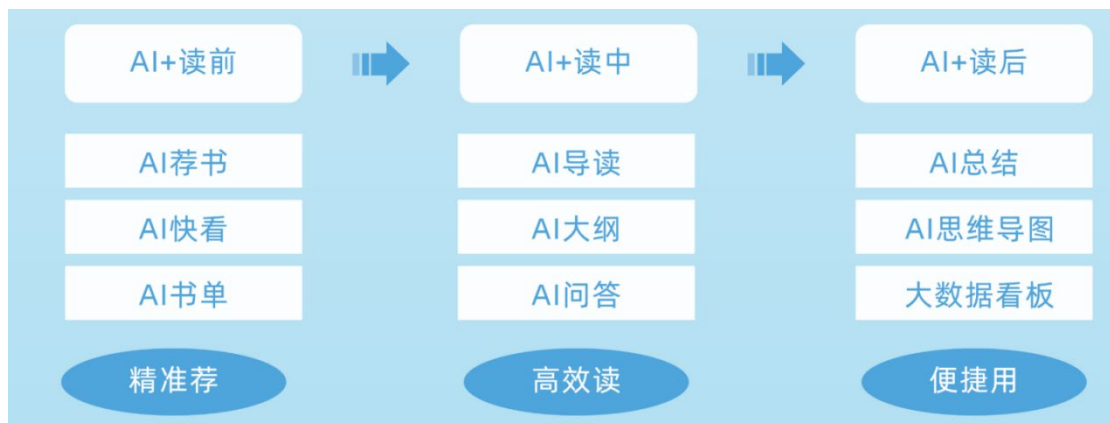 AI+读前
AI+读中
AI+读后
AI荐书
AI导读
AI总结
AI快看
AI大纲
AI思维导图
AI书单
AI问答
大数据看板
精准荐
高效读
便捷用